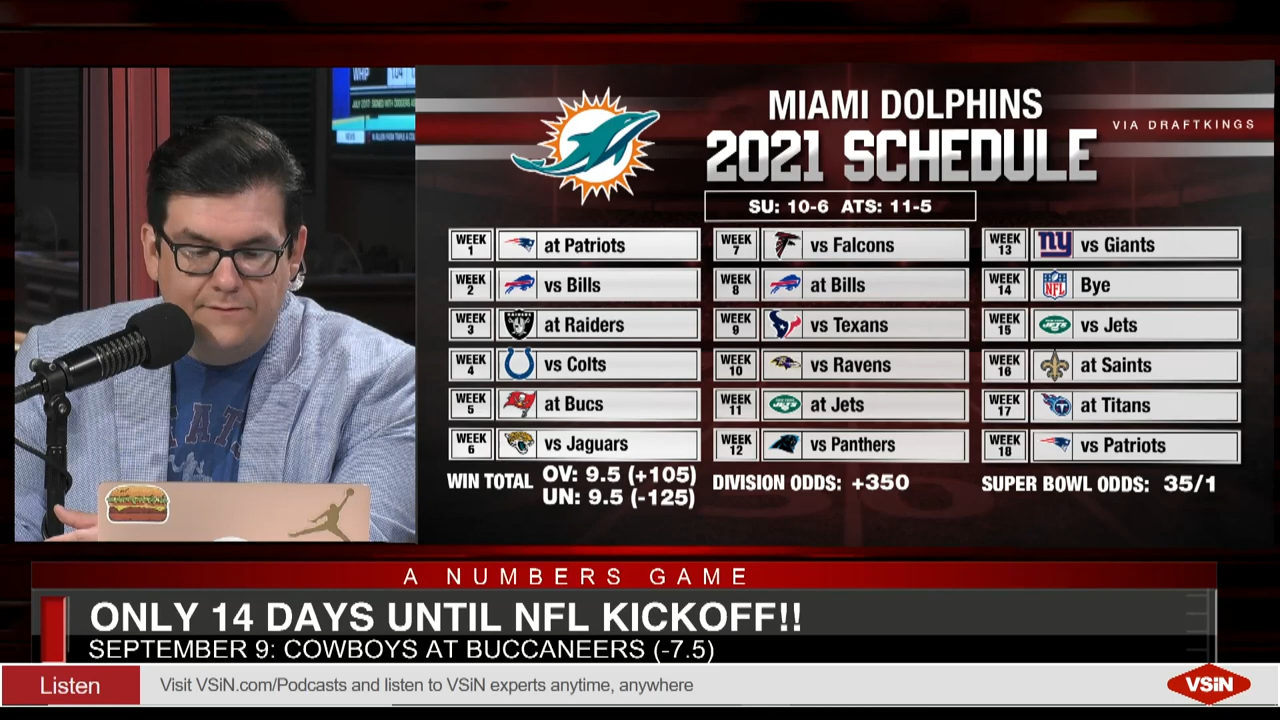 WHIP
MIAMI DOLPHINS
2021 SCHEDULE
VIA DRAFTKINGS
SU: 10-6 ATS: 11-5
WEEK 1 at Patriots
WEEK 2 vs Bills
WEEK 3 RAIDERS at Raiders
WEEK 4 vs Colts
WEEK 5 at Bucs
WEEK 6 vs Jaguars
WEEK 7 vs Falcons
WEEK 8 at Bills
WEEK 9 vs Texans
WEEK 10 vs Ravens
WEEK 11 JETS at Jets
WEEK 12 vs Panthers
WEEK 13 ny vs Giants
WEEK 14 NFL Bye
WEEK 15 JETS vs Jets
WEEK 16 at Saints
WEEK 17 at Titans
WEEK 18 vs Patriots
WIN TOTAL OV: 9.5 (+105)
UN: 9.5 (-125)
DIVISION ODDS: +350
SUPER BOWL ODDS: 35/1
A NUMBERS GAME
ONLY 14 DAYS UNTIL NFL KICKOFF!!
SEPTEMBER 9: COWBOYS AT BUCCANEERS (-7.5)
Listen
Visit VSiN.com/Podcasts and listen to VSiN experts anytime, anywhere
VSiN